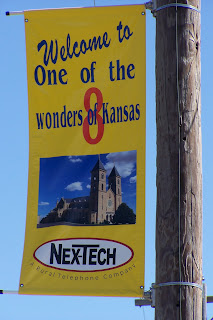 Welcome to
One of the
8
wonders of Kansas
NEX-TECH
A Rural Telephone Company